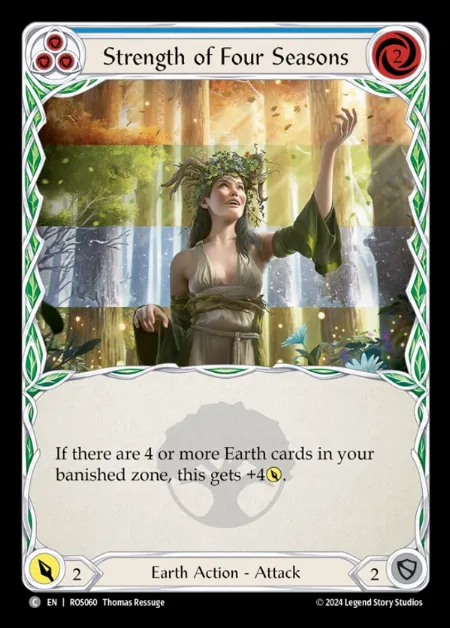 Strength of Four Seasons
2
If there are 4 or more Earth cards in your
banished zone, this gets +4.
2
Earth Action - Attack
2
C EN | ROS060 Thomas Ressuge
© 2024 Legend Story Studios